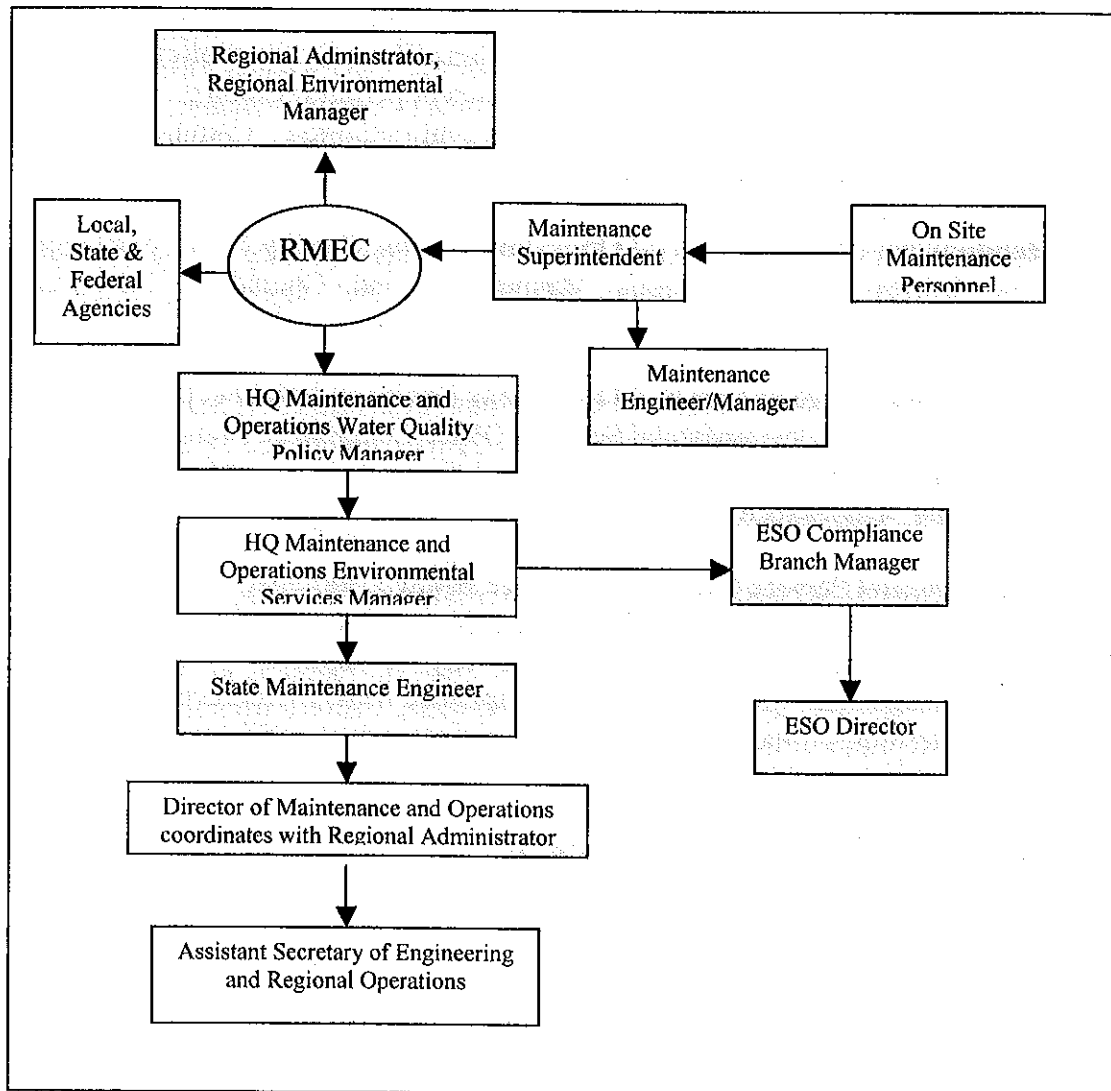 Regional Adminstrator,
Regional Environmental
Manager
Local,
State &
Federal
Agencies
RMEC
Maintenance
Superintendent
On Site
Maintenance
Personnel
Maintenance
Engineer/Manager
HQ Maintenance and
Operations Water Quality
Policy Manager
HQ Maintenance and
Operations Environmental
Services Manager
ESO Compliance
Branch Manager
State Maintenance Engineer
ESO Director
Director of Maintenance and Operations
coordinates with Regional Administrator
Assistant Secretary of Engineering
and Regional Operations